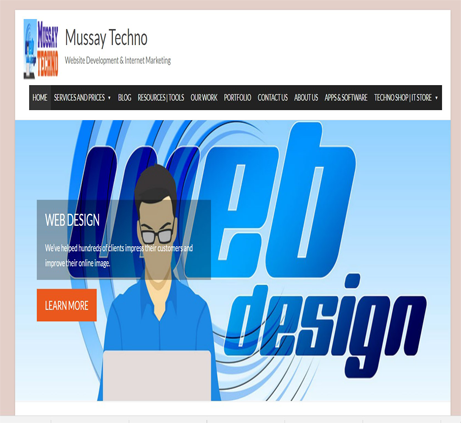 MUSSAY
TECHNO
Mussay Techno
Website Development & Internet Marketing
HOME SERVICES AND PRICES BLOG RESOURCES | TOOLS OUR WORK PORTFOLIO CONTACT US ABOUT US APPS & SOFTWARE TECHNO SHOP | IT STORE
web
design
WEB DESIGN
We've helped hundreds of clients impress their customers and
improve their online image.
LEARN MORE